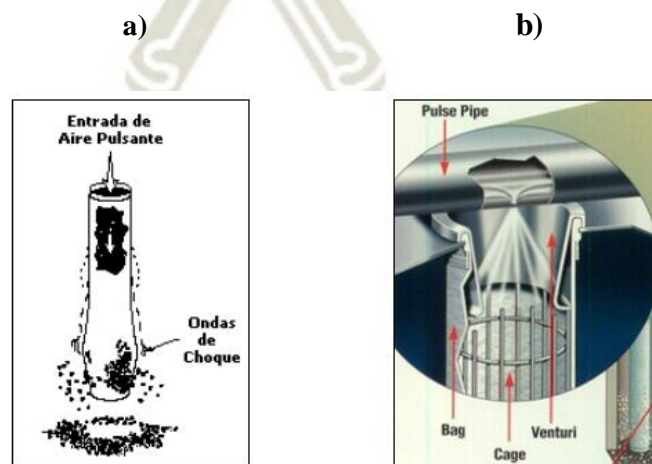 a)
b)
Entrada de
Aire Pulsante
Ondas
de
Choque
Pulse Pipe
Bag
Cage
Venturi